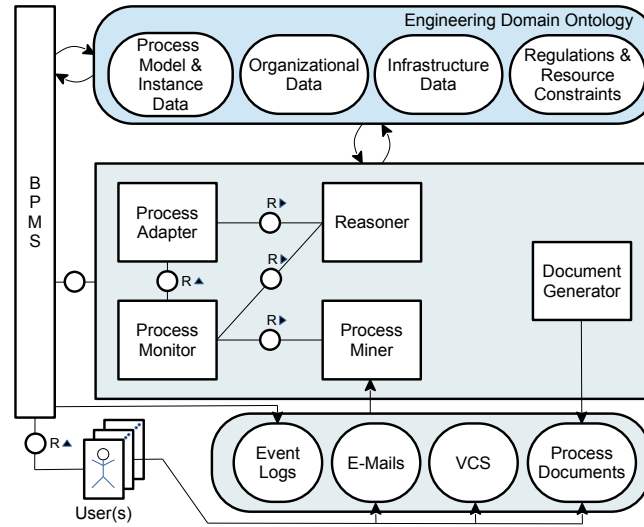 Engineering Domain Ontology
Process
Model &
Instance
Data
Organizational
Data
Infrastructure
Data
Regulations &
Resource
Constraints
BPMS
Process
Adapter
R
Reasoner
R
R
Process
Monitor
R
Process
Miner
Document
Generator
R
User(s)
Event
Logs
E-Mails
VCS
Process
Documents